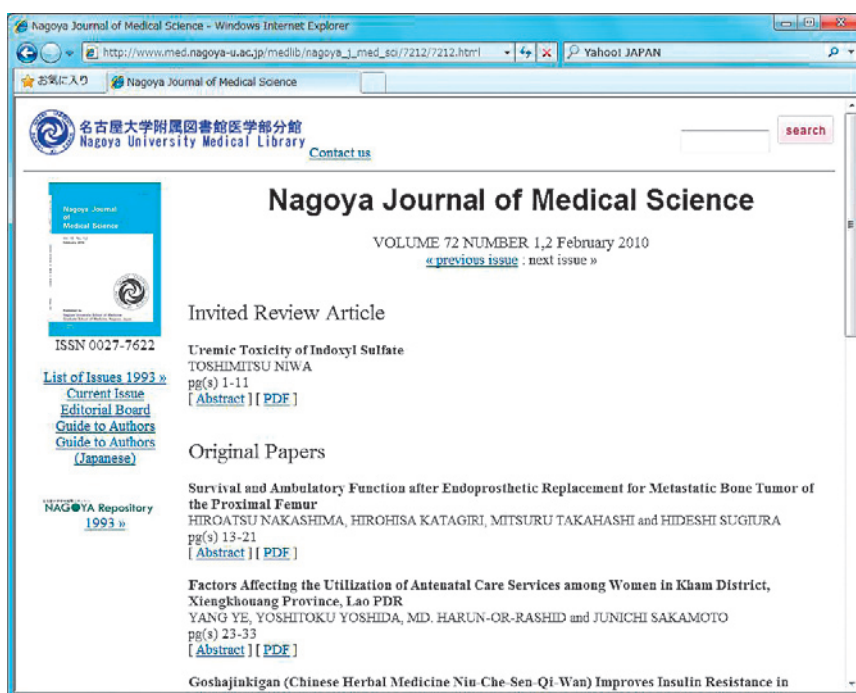 Nagoya Journal of Medical Science - Windows Internet Explorer
http://www.med.nagoya-u.ac.jp/medlib/nagoya_j_med_sci/7212/7212.html
Yahoo! JAPAN
お気に入り
Nagoya Journal of Medical Science
名古屋大学附属図書館医学部分館
Nagoya University Medical Library
Contact us
search
Nagoya Journal
of
Medical Science
ISSN 0027-7622
List of Issues 1993 »
Current Issue
Editorial Board
Guide to Authors
Guide to Authors
(Japanese)
NAGOYA Repository
1993 »
Nagoya Journal of Medical Science
VOLUME 72 NUMBER 1,2 February 2010
« previous issue : next issue »
Invited Review Article
Uremic Toxicity of Indoxyl Sulfate
TOSHIMITSU NIWA
pg(s) 1-11
[ Abstract ] [ PDF ]
Original Papers
Survival and Ambulatory Function after Endoprosthetic Replacement for Metastatic Bone Tumor of
the Proximal Femur
HIROATSU NAKASHIMA, HIROHISA KATAGIRI, MITSURU TAKAHASHI and HIDESHI SUGIURA
pg(s) 13-21
[ Abstract ] [ PDF ]
Factors Affecting the Utilization of Antenatal Care Services among Women in Kham District,
Xiengkhouang Province, Lao PDR
YANG YE, YOSHITOKU YOSHIDA, MD. HARUN-OR-RASHID and JUNICHI SAKAMOTO
pg(s) 23-33
[ Abstract ] [ PDF ]
Goshajinkigan (Chinese Herbal Medicine Niu-Che-Sen-Qi-Wan) Improves Insulin Resistance in